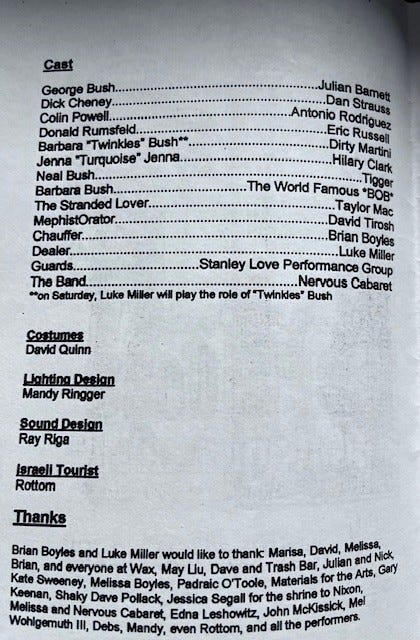 Cast
George Bush..........................................................Julian Barnett
Dick Cheney..........................................................Dan Strauss
Colin Powell.....................................................Antonio Rodriguez
Donald Rumsfeld......................................................Eric Russell
Barbara "Twinkles" Bush**............................................Dirty Martini
Jenna "Turquoise" Jenna..............................................Hilary Clark
Neal Bush..................................................................Tigger
Barbara Bush..............................................The World Famous *BOB*
The Stranded Lover....................................................Taylor Mac
MephistOrator.......................................................David Tirosh
Chauffer............................................................Brian Boyles
Dealer................................................................Luke Miller
Guards...............................................Stanley Love Performance Group
The Band.........................................................Nervous Cabaret
**on Saturday, Luke Miller will play the role of "Twinkles" Bush
Costumes
David Quinn
Lighting Design
Mandy Ringger
Sound Design
Ray Riga
Israeli Tourist
Rottom
Thanks
Brian Boyles and Luke Miller would like to thank: Marisa, David, Melissa,
Brian, and everyone at Wax, May Liu, Dave and Trash Bar, Julian and Nick,
Kate Sweeney, Melissa Boyles, Padraic O'Toole, Materials for the Arts, Gary
Keenan, Shaky Dave Pollack, Jessica Segall for the shrine to Nixon,
Melissa and Nervous Cabaret, Edna Leshowitz, John McKissick, Mel
Wohlgemuth III, Debs, Mandy, even Rottom, and all the performers.